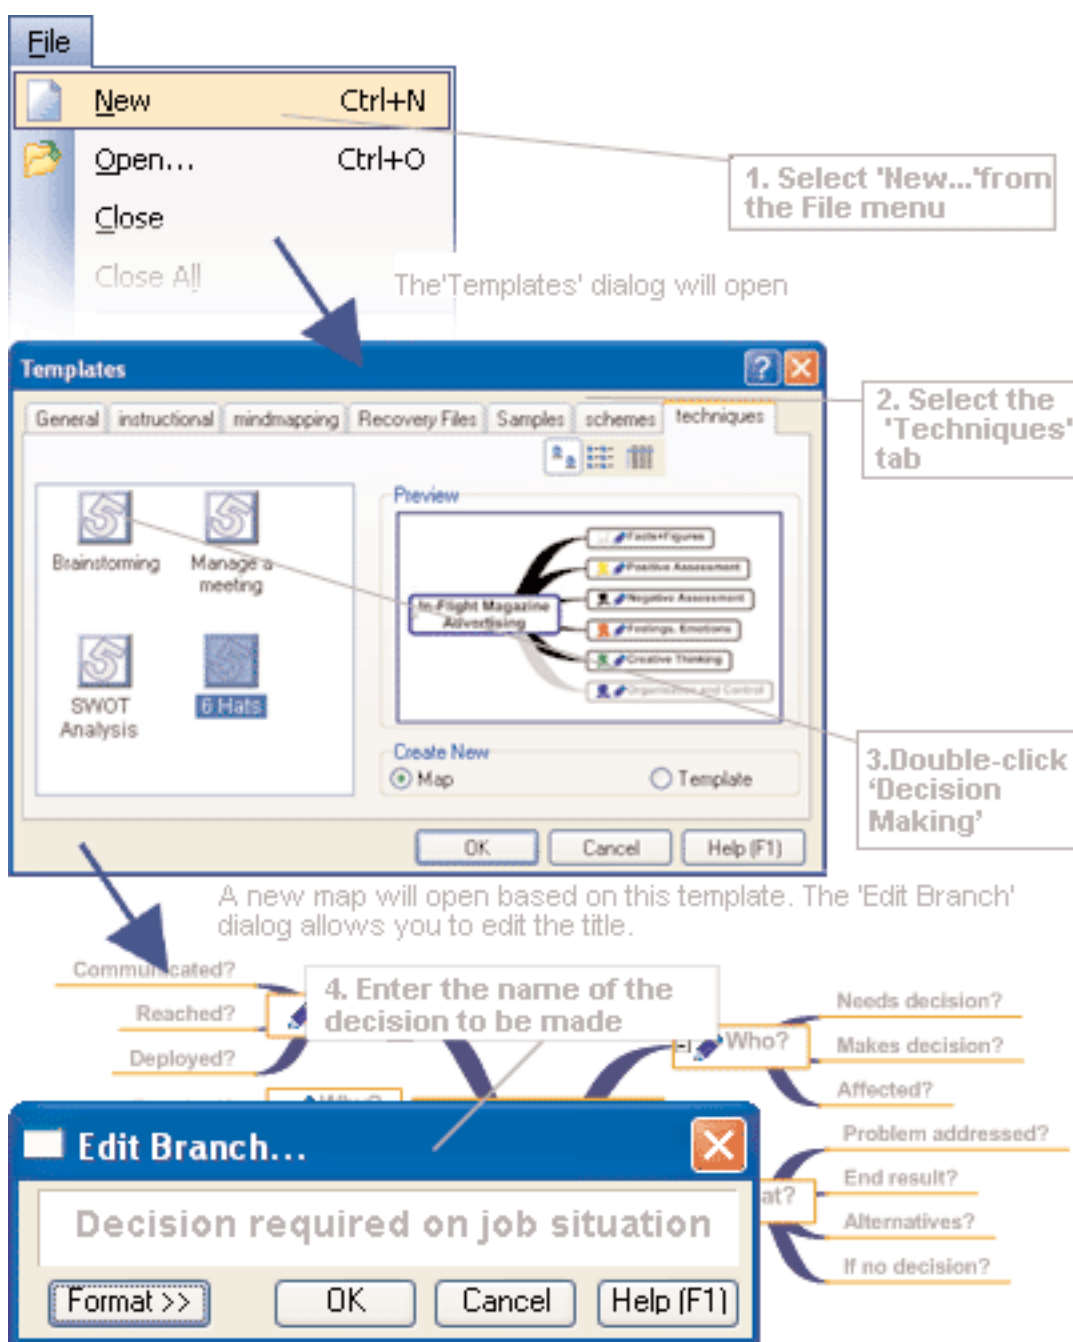 File
New Ctrl+N
Open... Ctrl+O
Close
Close All
1. Select 'New...'from
the File menu
The'Templates' dialog will open
Templates
General instructional mindmapping Recovery Files Samples schemes techniques
2. Select the
'Techniques'
tab
Brainstorming
Manage a
meeting
SWOT
Analysis
6 Hats
Preview
In-Flight Magazine
Advertising
Facts+Figures
Positive Assessment
Negative Assessment
Feelings, Emotions
Creative Thinking
Organisation and Control
Create New
Map Template
3.Double-click
‘Decision
Making’
OK Cancel Help (F1)
A new map will open based on this template. The 'Edit Branch'
dialog allows you to edit the title.
4. Enter the name of the
decision to be made
Communicated?
Reached?
Deployed?
Who?
Needs decision?
Makes decision?
Affected?
Problem addressed?
End result?
Alternatives?
If no decision?
Edit Branch...
Decision required on job situation
Format >> OK Cancel Help (F1)